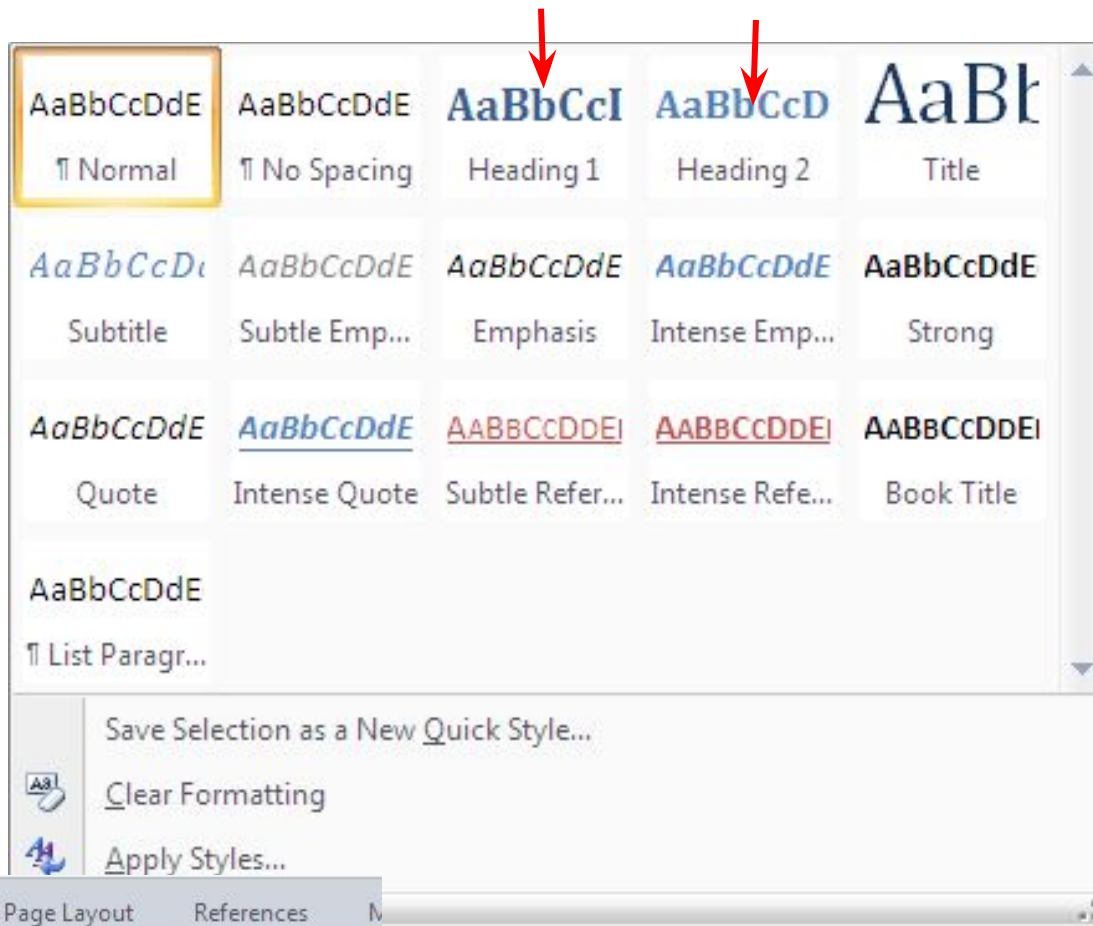 AaBbCcDdE AaBbCcDdE AaBbCcI AaBbCcD AaBb
¶ Normal ¶ No Spacing Heading 1 Heading 2 Title
AaBbCcDd AaBbCcDdE AaBbCcDdE AaBbCcDdE AaBbCcDdE
Subtitle Subtle Emp... Emphasis Intense Emp... Strong
AaBbCcDdE AaBbCcDdE AABBCCDDEI AABBCCDDEI AABBCCDDEI
Quote Intense Quote Subtle Refer... Intense Refe... Book Title
AaBbCcDdE
¶ List Paragr...
Save Selection as a New Quick Style...
Clear Formatting
Apply Styles...
Page Layout References